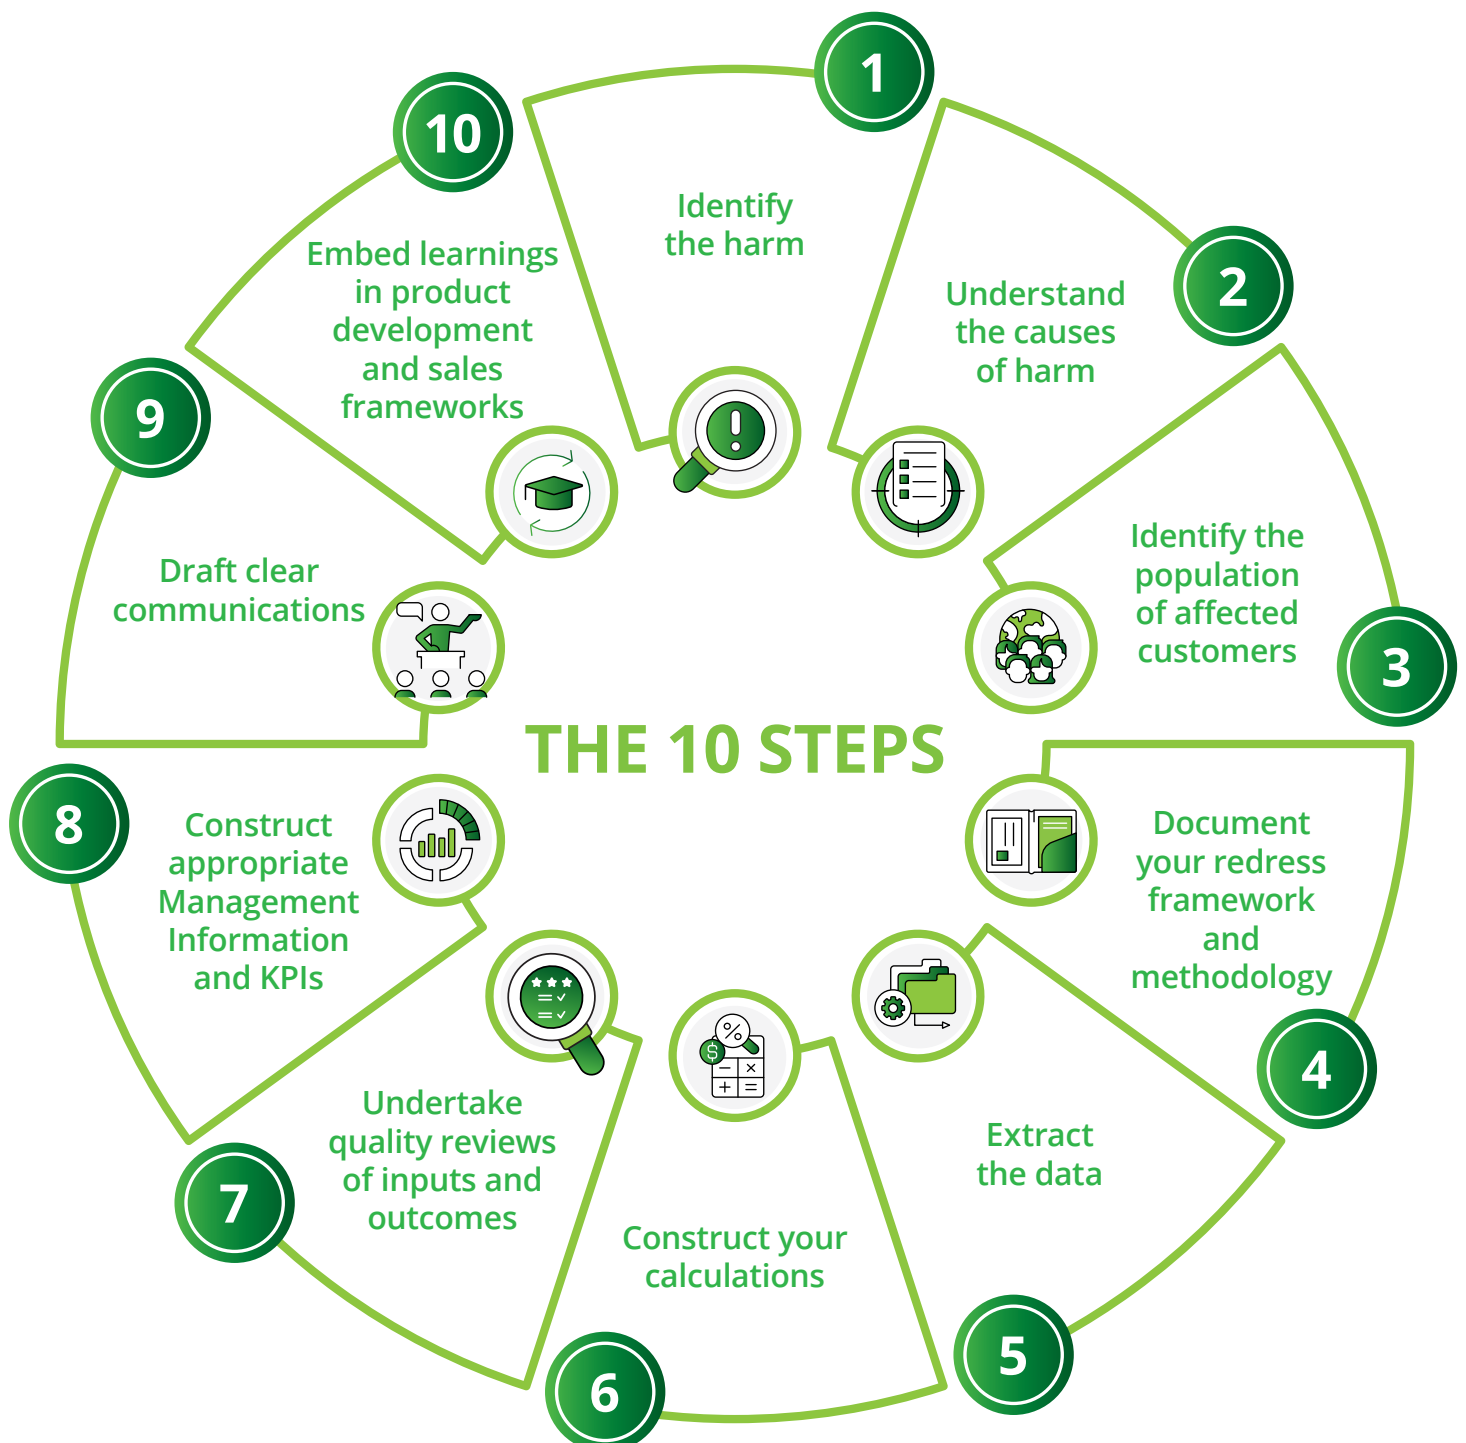 THE 10 STEPS
1
Identify
the harm
2
Understand
the causes
of harm
3
Identify the
population
of affected
customers
4
Document
your redress
framework
and
methodology
5
Extract
the data
6
Construct your
calculations
7
Undertake
quality reviews
of inputs and
outcomes
8
Construct
appropriate
Management
Information
and KPIs
9
Draft clear
communications
10
Embed learnings
in product
development
and sales
frameworks